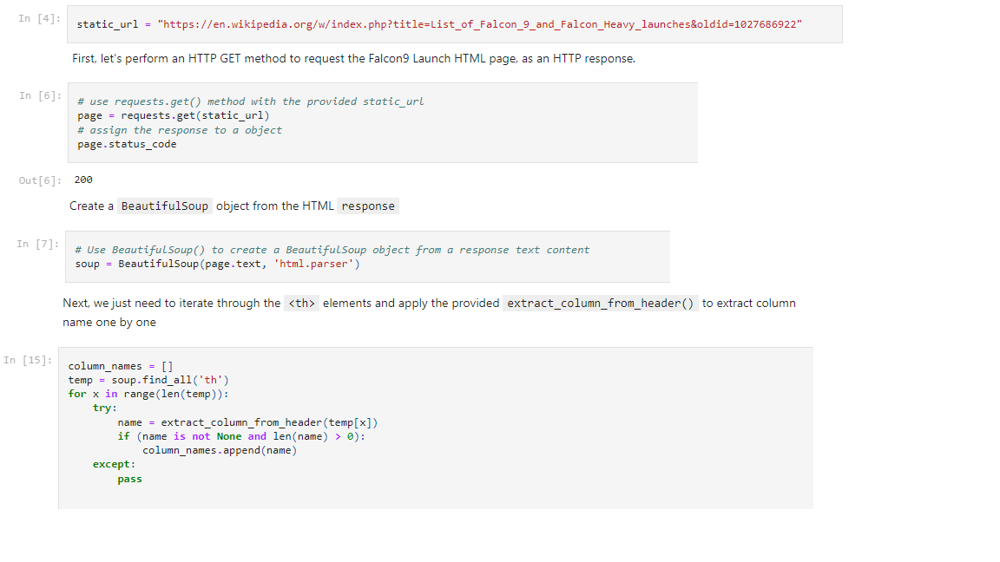 In [4]:
static_url = "https://en.wikipedia.org/w/index.php?title=List_of_Falcon_9_and_Falcon_Heavy_launches&oldid=1027686922"
First, let's perform an HTTP GET method to request the Falcon9 Launch HTML page, as an HTTP response.
In [6]:
# use requests.get() method with the provided static_url
page = requests.get(static_url)
# assign the response to a object
page.status_code
Out[6]: 200
Create a BeautifulSoup object from the HTML response
In [7]:
# Use BeautifulSoup() to create a BeautifulSoup object from a response text content
soup = BeautifulSoup(page.text, 'html.parser')
Next, we just need to iterate through the <th> elements and apply the provided extract_column_from_header() to extract column
name one by one
In [15]:
column_names = []
temp = soup.find_all('th')
for x in range(len(temp)):
    try:
        name = extract_column_from_header(temp[x])
        if (name is not None and len(name) > 0):
            column_names.append(name)
    except:
        pass